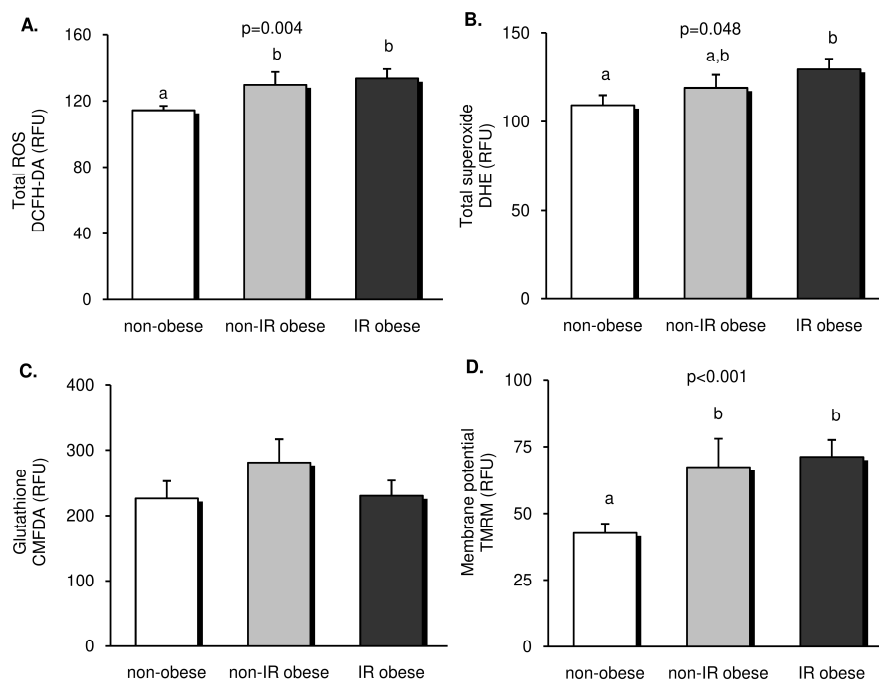 A.
p=0.004
160
120
80
40
0
Total ROS
DCFH-DA (RFU)
a
b
b
non-obese non-IR obese IR obese
B.
p=0.048
150
100
50
0
Total superoxide
DHE (RFU)
a
a,b
b
non-obese non-IR obese IR obese
C.
400
300
200
100
0
Glutathione
CMFDA (RFU)
non-obese non-IR obese IR obese
D.
p<0.001
100
75
50
25
0
Membrane potential
TMRM (RFU)
a
b
b
non-obese non-IR obese IR obese